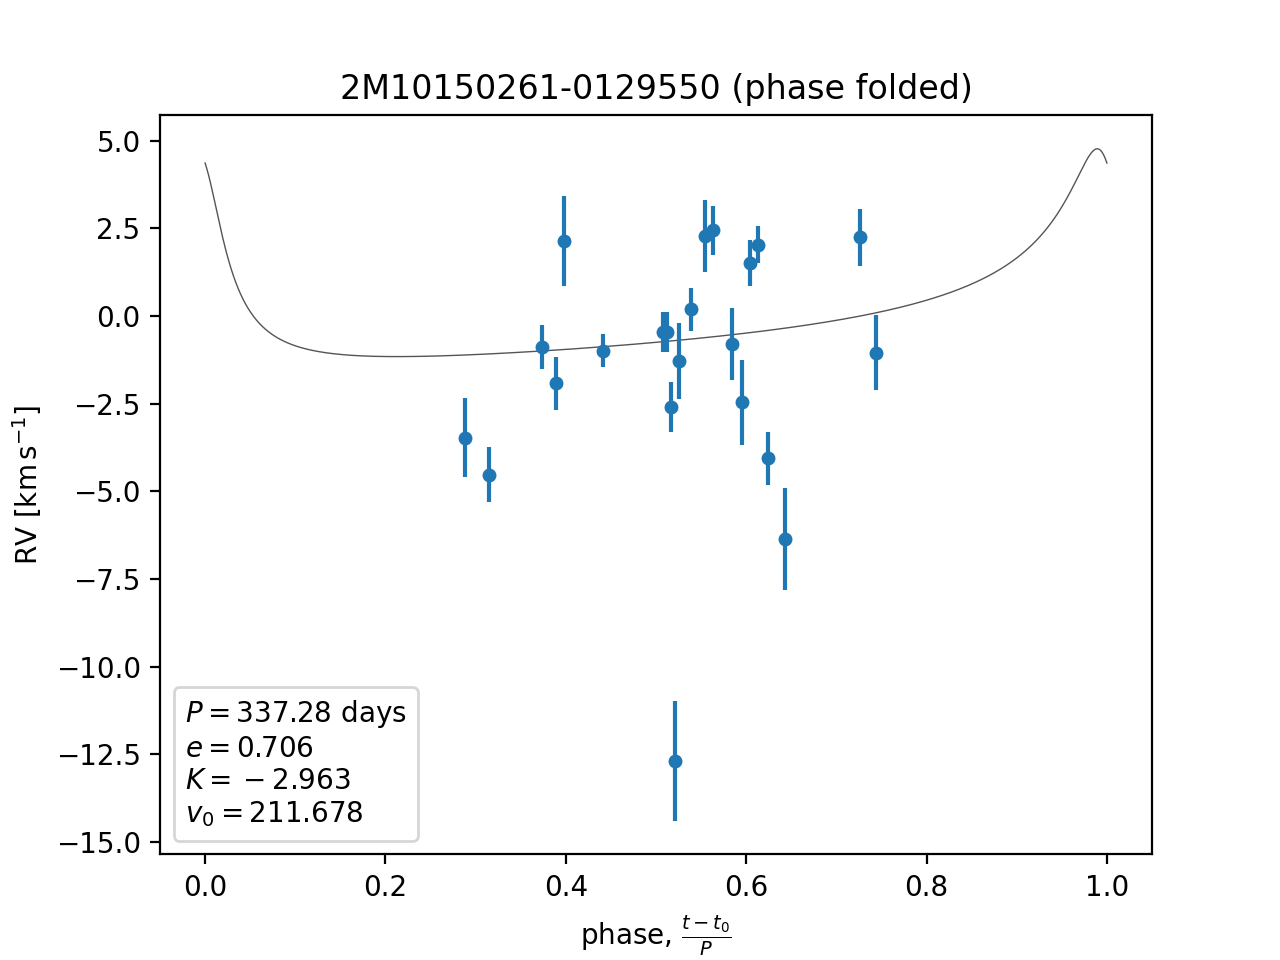 2M10150261-0129550 (phase folded)
RV [km s⁻¹]
5.0
2.5
0.0
−2.5
−5.0
−7.5
−10.0
−12.5
−15.0
P = 337.28 days
e = 0.706
K = −2.963
v₀ = 211.678
0.0 0.2 0.4 0.6 0.8 1.0
phase, (t − t₀)/P